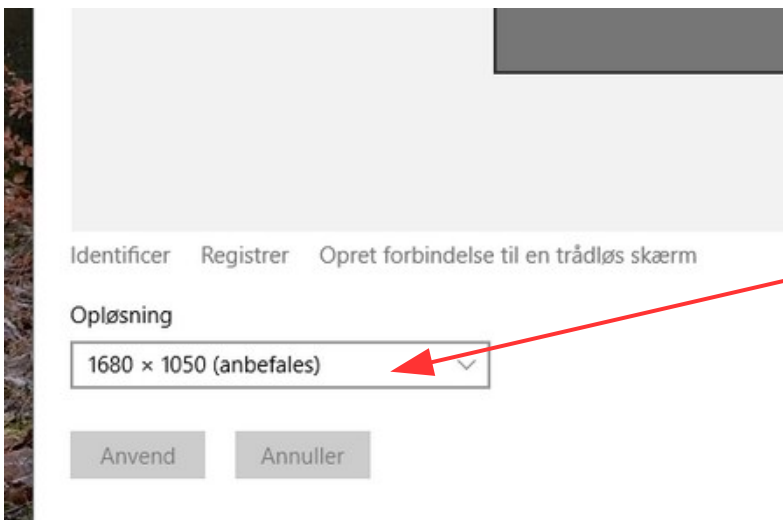 Identificer Registrer Opret forbindelse til en trådløs skærm
Opløsning
1680 × 1050 (anbefales)
Anvend Annuller